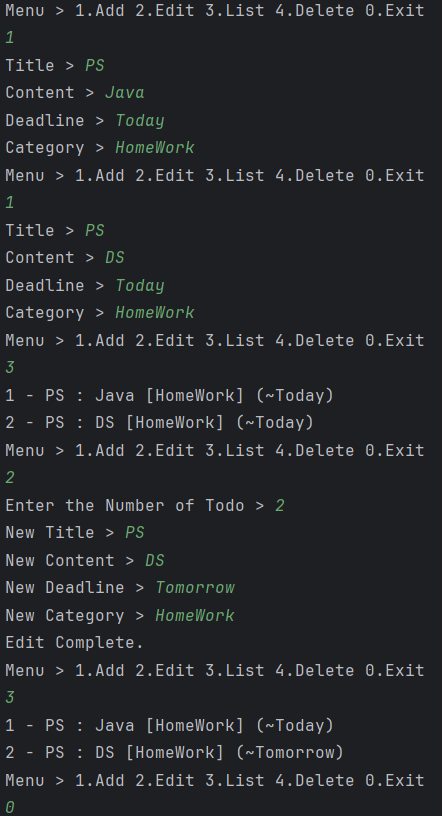 Menu > 1.Add 2.Edit 3.List 4.Delete 0.Exit
1
Title > PS
Content > Java
Deadline > Today
Category > HomeWork
Menu > 1.Add 2.Edit 3.List 4.Delete 0.Exit
1
Title > PS
Content > DS
Deadline > Today
Category > HomeWork
Menu > 1.Add 2.Edit 3.List 4.Delete 0.Exit
3
1 - PS : Java [HomeWork] (~Today)
2 - PS : DS [HomeWork] (~Today)
Menu > 1.Add 2.Edit 3.List 4.Delete 0.Exit
2
Enter the Number of Todo > 2
New Title > PS
New Content > DS
New Deadline > Tomorrow
New Category > HomeWork
Edit Complete.
Menu > 1.Add 2.Edit 3.List 4.Delete 0.Exit
3
1 - PS : Java [HomeWork] (~Today)
2 - PS : DS [HomeWork] (~Tomorrow)
Menu > 1.Add 2.Edit 3.List 4.Delete 0.Exit
0